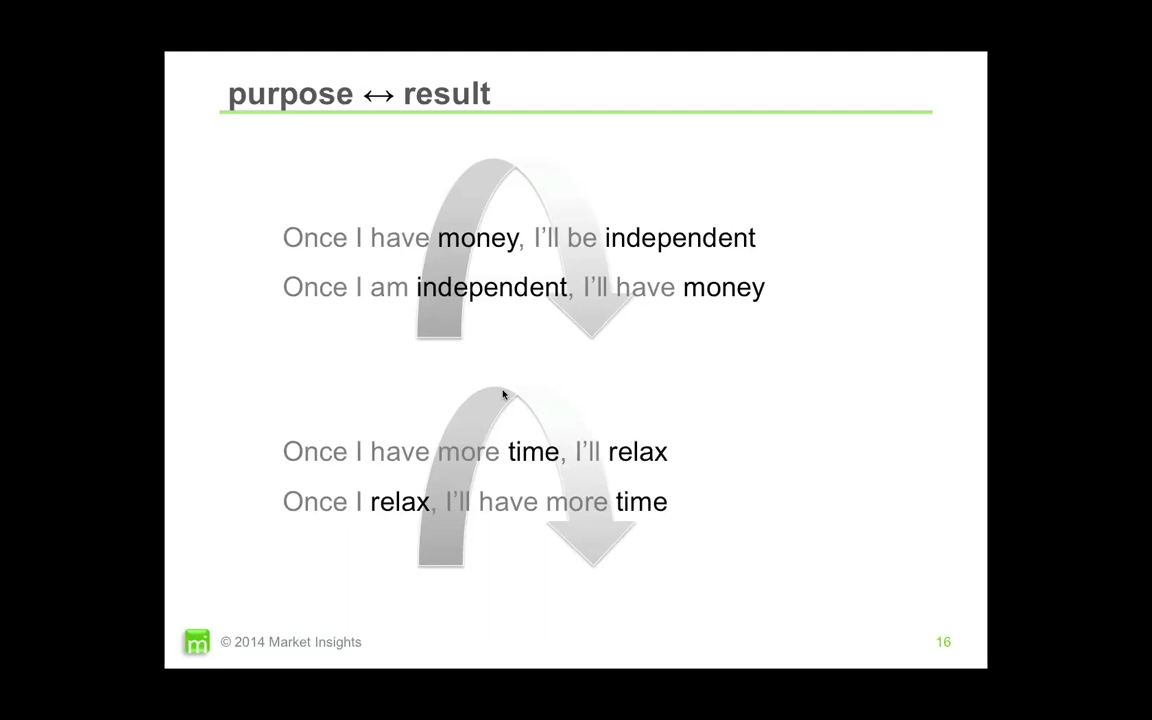 purpose ↔ result
Once I have money, I’ll be independent
Once I am independent, I’ll have money
Once I have more time, I’ll relax
Once I relax, I’ll have more time
m
© 2014 Market Insights
16